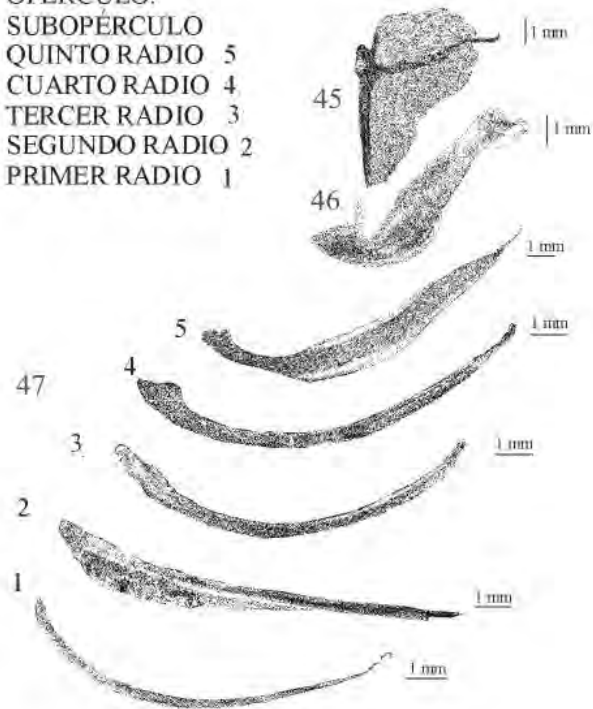 OPÉRCULO.
SUBOPÉRCULO
QUINTO RADIO 5
CUARTO RADIO 4
TERCER RADIO 3
SEGUNDO RADIO 2
PRIMER RADIO 1
1 mm
45
1 mm
46
1 mm
5
1 mm
4
47
3
1 mm
2
1
1 mm
1 mm